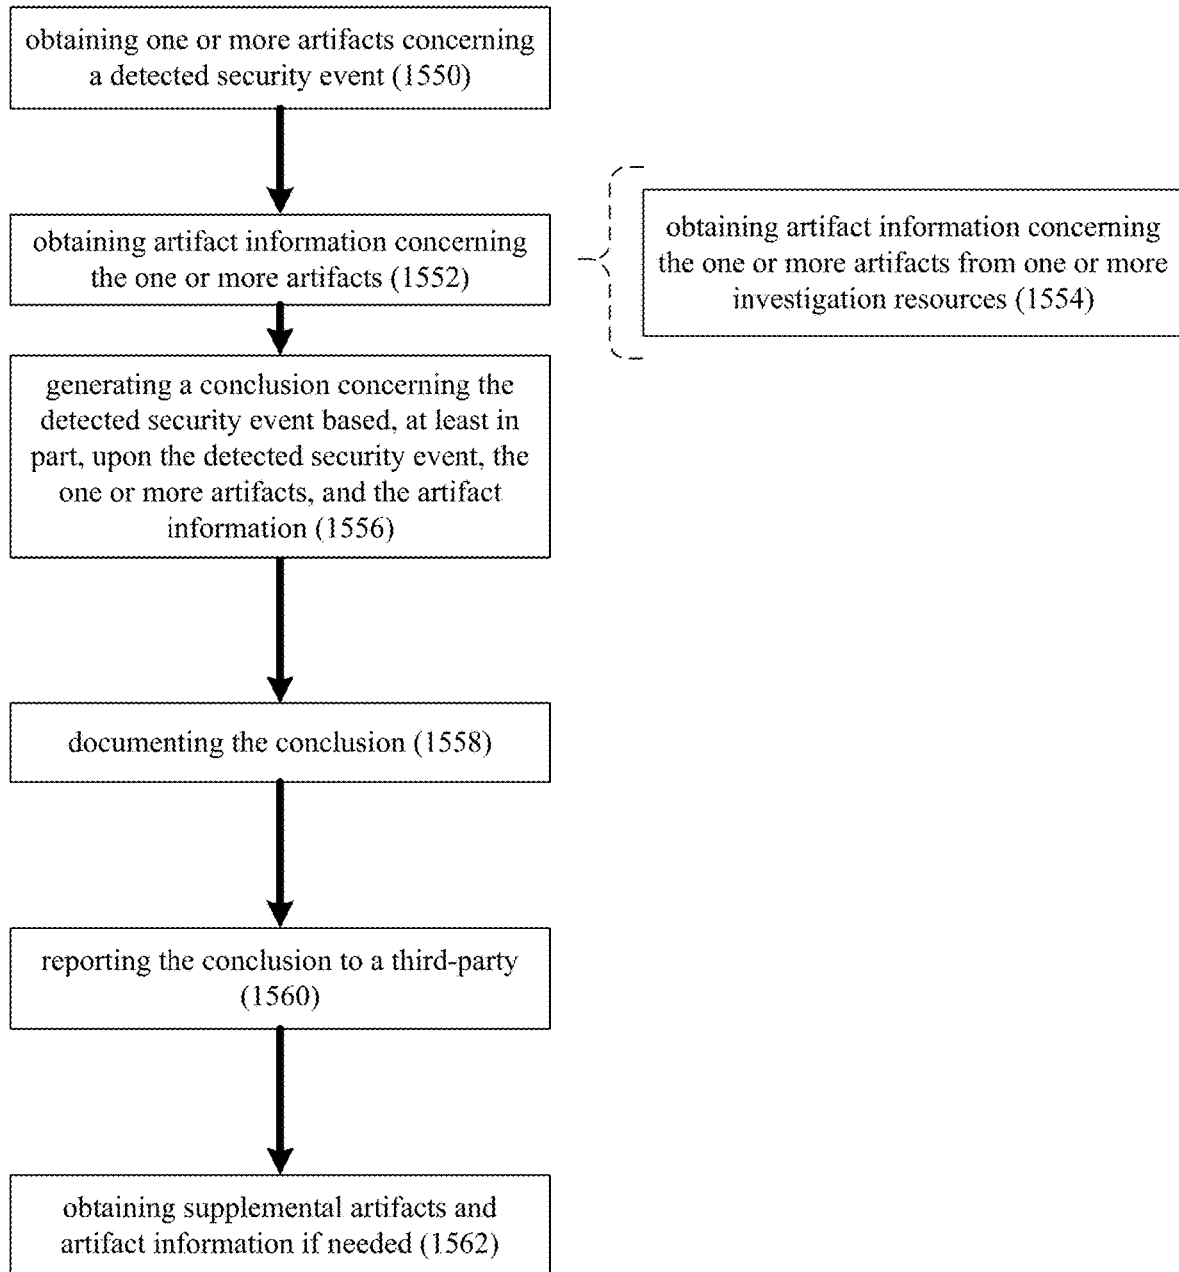 obtaining one or more artifacts concerning
a detected security event (1550)
obtaining artifact information concerning
the one or more artifacts (1552)
obtaining artifact information concerning
the one or more artifacts from one or more
investigation resources (1554)
generating a conclusion concerning the
detected security event based, at least in
part, upon the detected security event, the
one or more artifacts, and the artifact
information (1556)
documenting the conclusion (1558)
reporting the conclusion to a third-party
(1560)
obtaining supplemental artifacts and
artifact information if needed (1562)